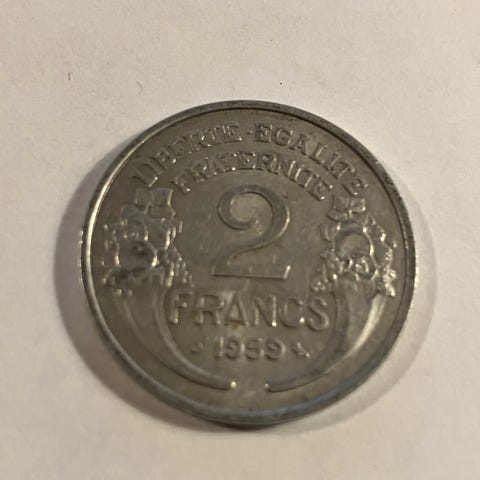 LIBERTE · EGALITE
FRATERNITE
2
FRANCS
1959